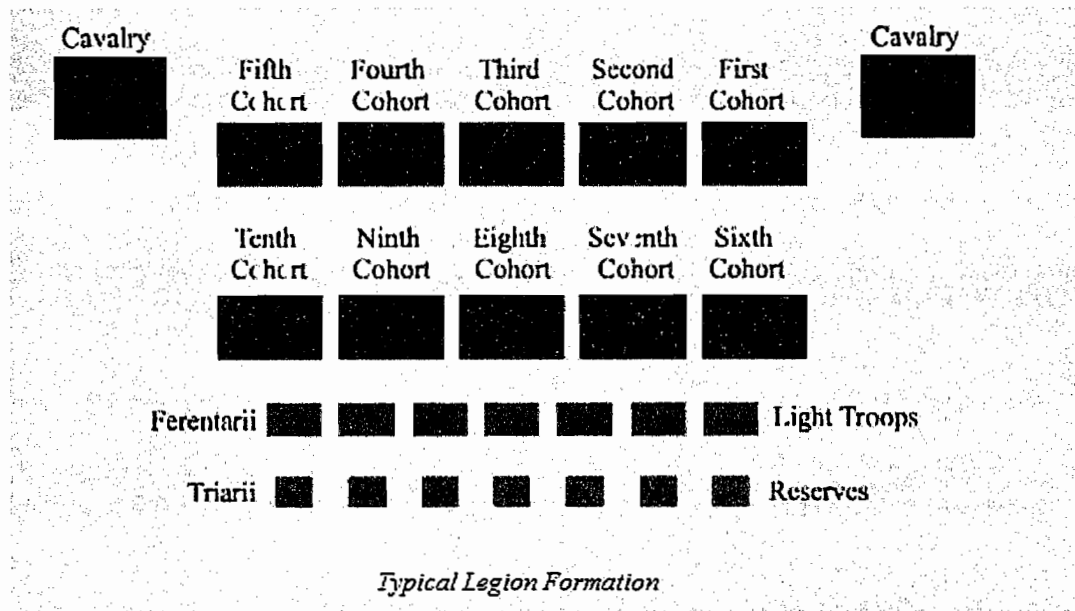 Cavalry
Cavalry
Fifth Fourth Third Second First
Cohort Cohort Cohort Cohort Cohort
Tenth Ninth Eighth Seventh Sixth
Cohort Cohort Cohort Cohort Cohort
Ferentarii Light Troops
Triarii Reserves
Typical Legion Formation